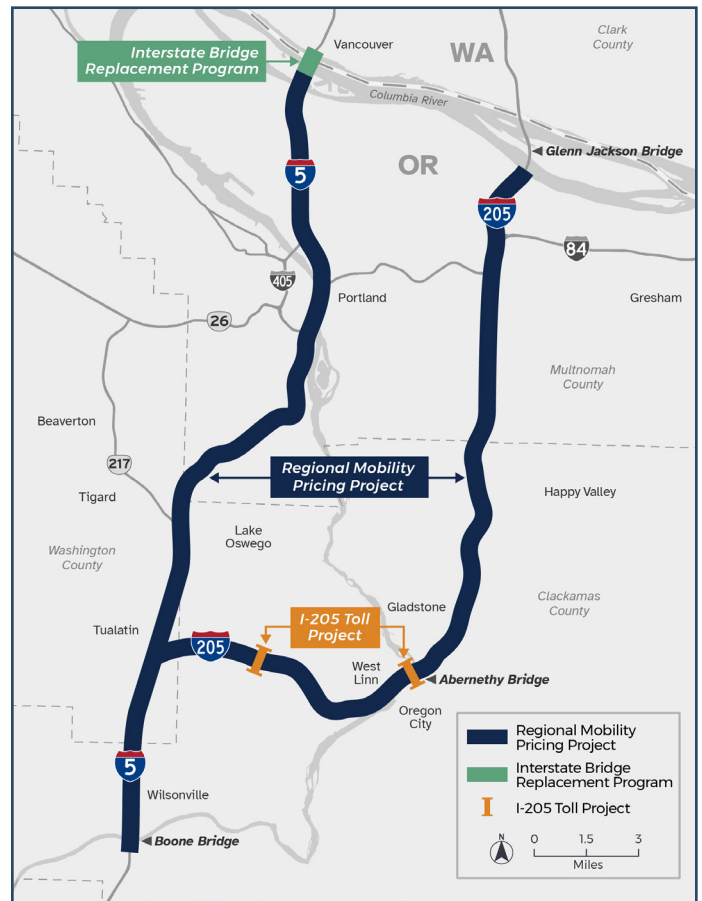 Interstate Bridge
Replacement Program
Vancouver
WA
Clark
County
Columbia River
Glenn Jackson Bridge
OR
5
205
84
405
Portland
Gresham
26
Multnomah
County
Beaverton
217
Regional Mobility
Pricing Project
Tigard
Happy Valley
Lake
Oswego
Washington
County
Clackamas
County
Gladstone
I-205 Toll
Project
Tualatin
205
West
Linn
Abernethy Bridge
Oregon
City
5
Wilsonville
Boone Bridge
Regional Mobility
Pricing Project
Interstate Bridge
Replacement Program
I-205 Toll Project
N
0 1.5 3
Miles